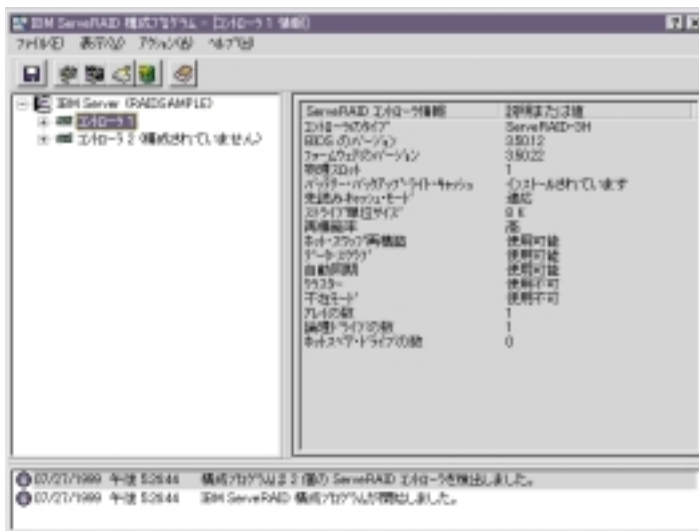 IBM ServeRAID 構成プログラム - [コントローラ 1 情報]
ファイル(F) 表示(V) アクション(A) ヘルプ(H)
IBM Server (RAIDSAMPLE)
コントローラ 1
コントローラ 2 (構成されていません)
ServeRAID コントローラ情報 説明または値
コントローラのタイプ ServeRAID-3H
BIOS のバージョン 3.50.12
ファームウェアのバージョン 3.50.22
物理スロット 1
バッテリー・バックアップ・ライト・キャッシュ インストールされています
先読みキャッシュ・モード 適応
ストライプ単位サイズ 8 K
再構築率 高
ホット・スワップ再構築 使用可能
データ・スクラブ 使用可能
自動同期 使用可能
クラスター 使用不可
不在モード 使用不可
アレイの数 1
論理ドライブの数 1
ホットスペア・ドライブの数 0
07/27/1999 午後 5:26:44 構成プログラムは 2 個の ServeRAID コントローラを検出しました。
07/27/1999 午後 5:26:44 IBM ServeRAID 構成プログラムが開始しました。